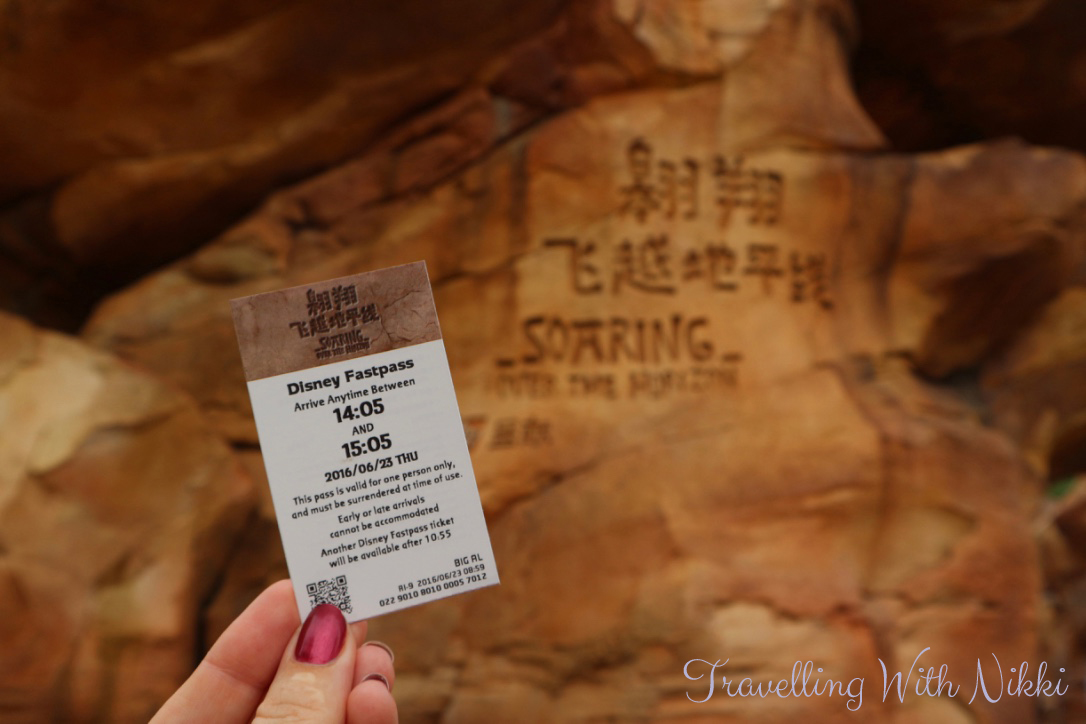 翱翔
飞越地平线
SOARING
OVER THE HORIZON
翱翔
飞越地平线
SOARING
OVER THE HORIZON
Disney Fastpass
Arrive Anytime Between
14:05
AND
15:05
2016/06/23 THU
This pass is valid for one person only,
and must be surrendered at time of use.
Early or late arrivals
cannot be accommodated
Another Disney Fastpass ticket
will be available after 10:55
BIG AL
RI-9 2016/06/23 08:59
022 9010 8010 0005 7012
Travelling With Nikki